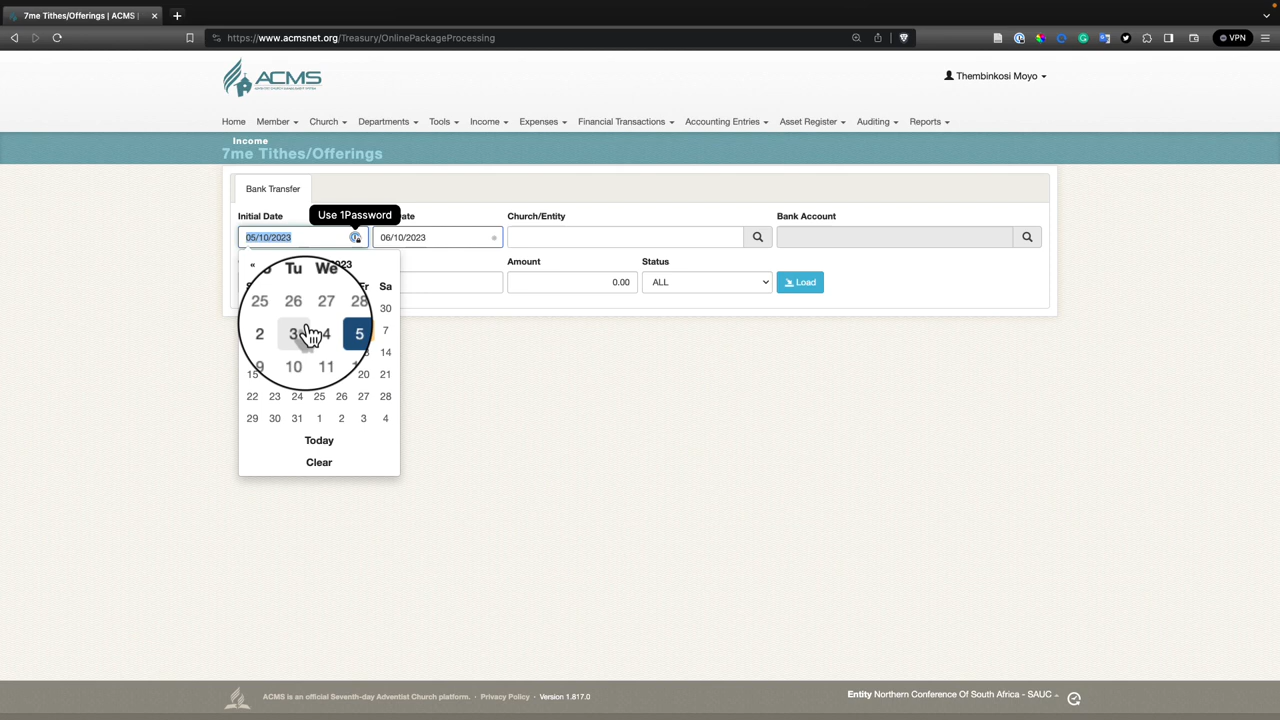 7me Tithes/Offerings | ACMS |
https://www.acmsnet.org/Treasury/OnlinePackageProcessing
VPN
ACMS
Thembinkosi Moyo
Home Member Church Departments Tools Income Expenses Financial Transactions Accounting Entries Asset Register Auditing Reports
Income
7me Tithes/Offerings
Bank Transfer
Initial Date Use 1Password ate Church/Entity Bank Account
05/10/2023 06/10/2023
Amount Status
0.00 ALL Load
« 2023
Tu We Fr Sa
25 26 27 28 30
2 3 4 5 7
9 10 11 14
15 20 21
22 23 24 25 26 27 28
29 30 31 1 2 3 4
Today
Clear
ACMS is an official Seventh-day Adventist Church platform. · Privacy Policy · Version 1.817.0
Entity Northern Conference Of South Africa - SAUC